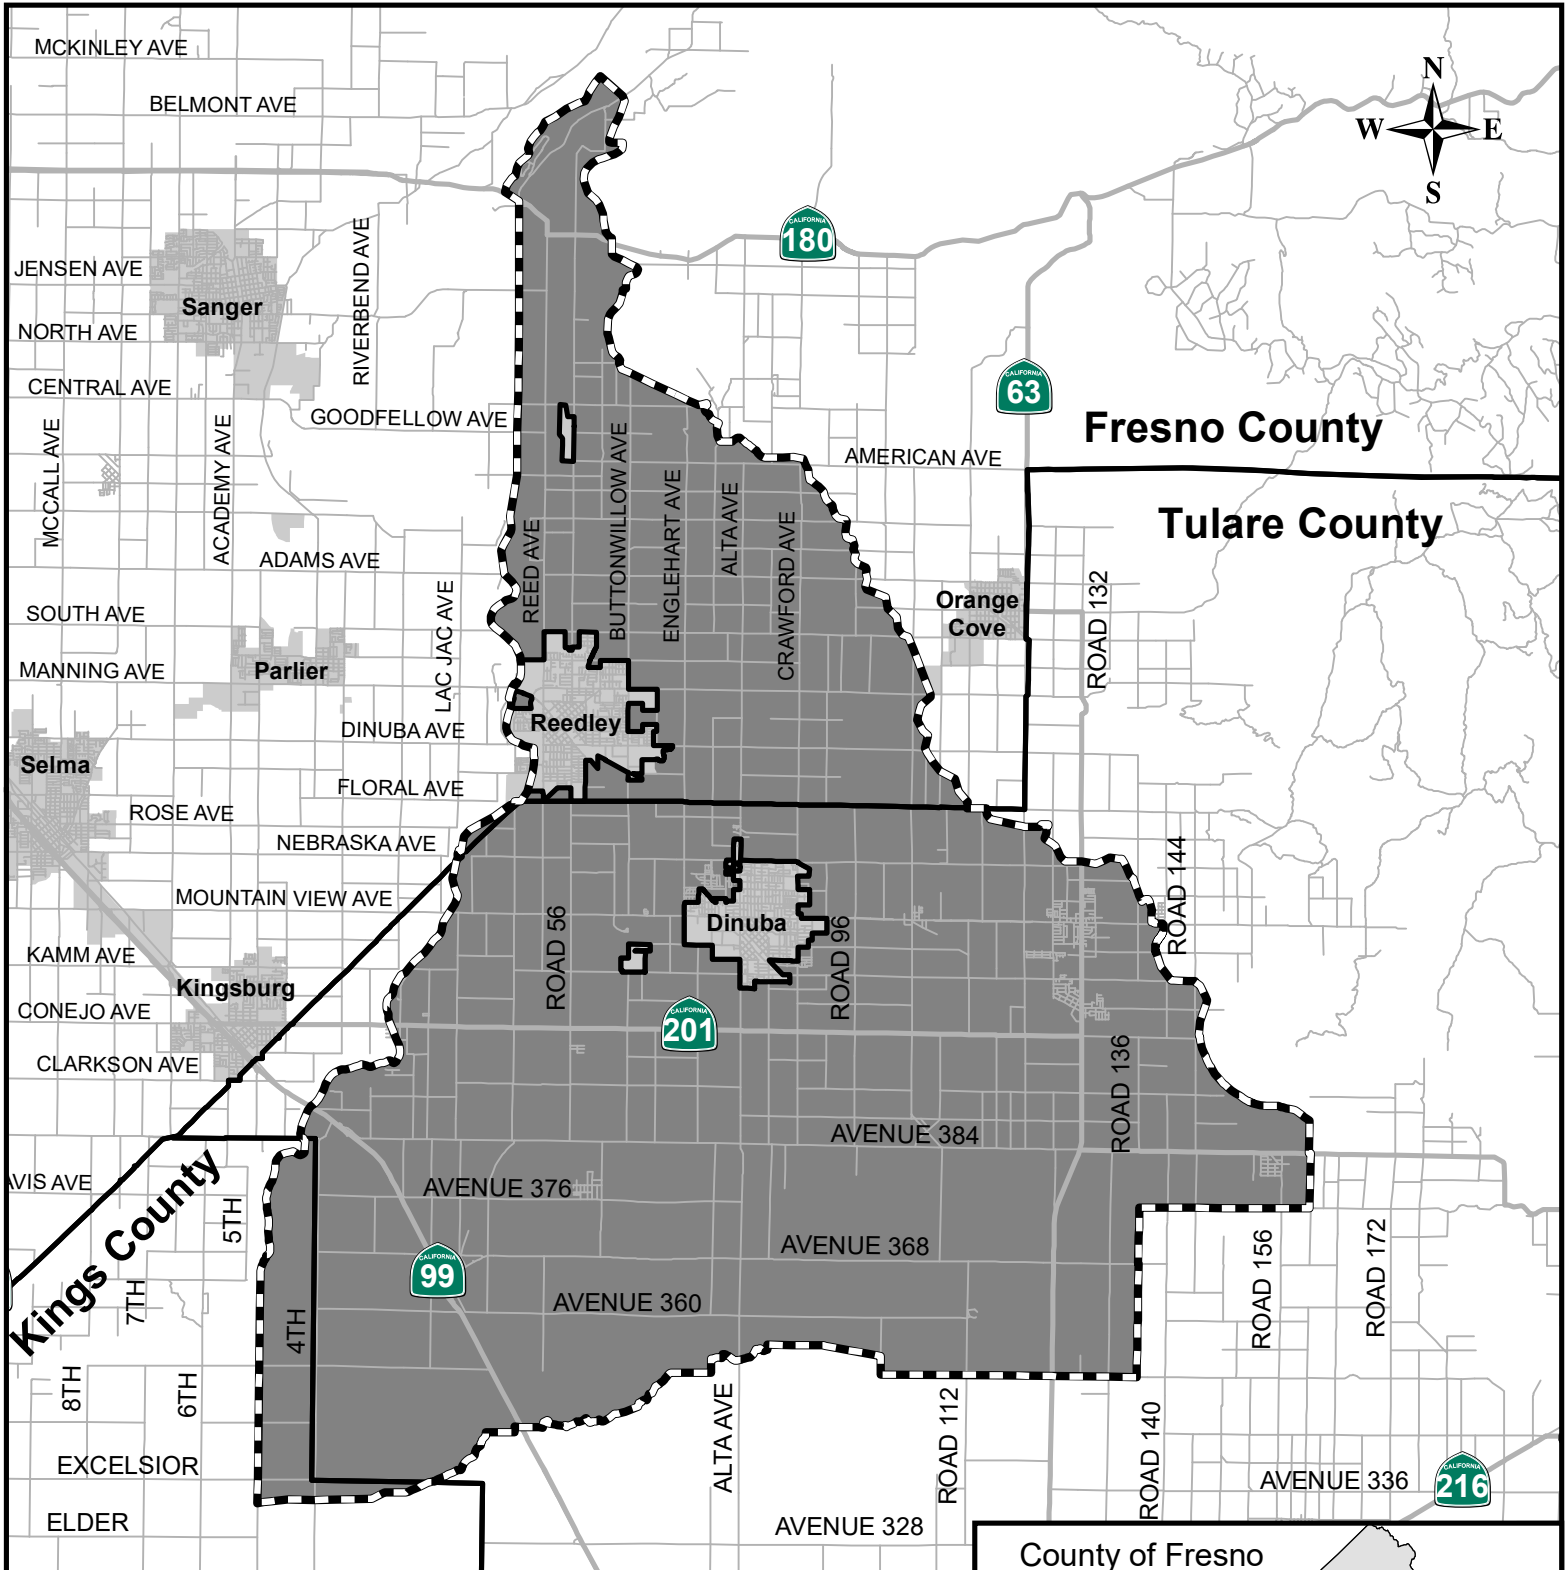 MCKINLEY AVE
BELMONT AVE
N
W
E
S
CALIFORNIA
180
JENSEN AVE
RIVERBEND AVE
Sanger
NORTH AVE
CENTRAL AVE
CALIFORNIA
63
GOODFELLOW AVE
Fresno County
AMERICAN AVE
MCCALL AVE
ACADEMY AVE
BUTTONWILLOW AVE
ENGLEHART AVE
ALTA AVE
CRAWFORD AVE
REED AVE
Tulare County
ADAMS AVE
SOUTH AVE
LAC JAC AVE
Orange
Cove
ROAD 132
MANNING AVE
Parlier
Reedley
DINUBA AVE
Selma
FLORAL AVE
ROSE AVE
NEBRASKA AVE
MOUNTAIN VIEW AVE
ROAD 144
ROAD 56
Dinuba
ROAD 96
KAMM AVE
Kingsburg
CONEJO AVE
CALIFORNIA
201
CLARKSON AVE
ROAD 136
AVENUE 384
AVIS AVE
AVENUE 376
Kings County
5TH
AVENUE 368
ROAD 156
ROAD 172
CALIFORNIA
99
7TH
4TH
AVENUE 360
8TH
6TH
ALTA AVE
ROAD 112
ROAD 140
EXCELSIOR
AVENUE 336
CALIFORNIA
216
ELDER
AVENUE 328
County of Fresno